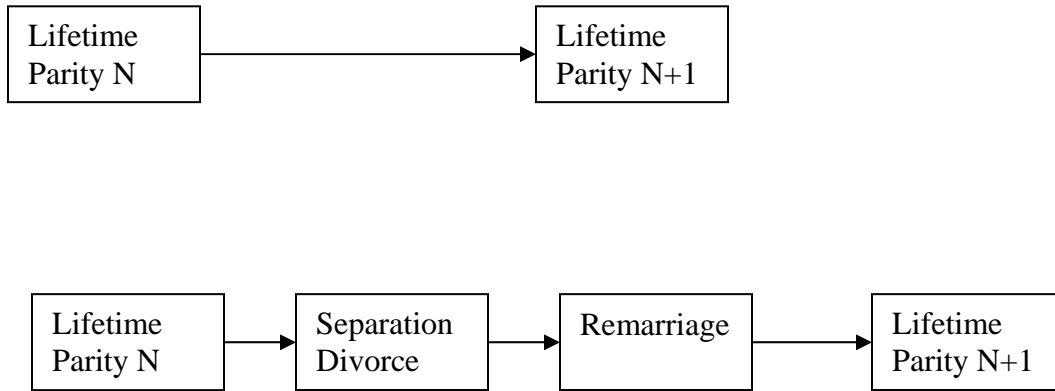 Lifetime
Parity N
Lifetime
Parity N+1
Lifetime
Parity N
Separation
Divorce
Remarriage
Lifetime
Parity N+1